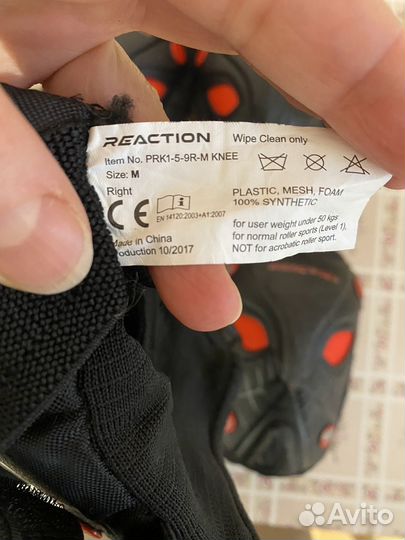 REACTION
Wipe Clean only
Item No. PRK1-5-9R-M KNEE
Size: M
Right
CE
EN 14120:2003+A1:2007
PLASTIC, MESH, FOAM
100% SYNTHETIC
for user weight under 50 kgs
for normal roller sports (Level 1),
NOT for acrobatic roller sport.
Made in China
roduction 10/2017
Avito